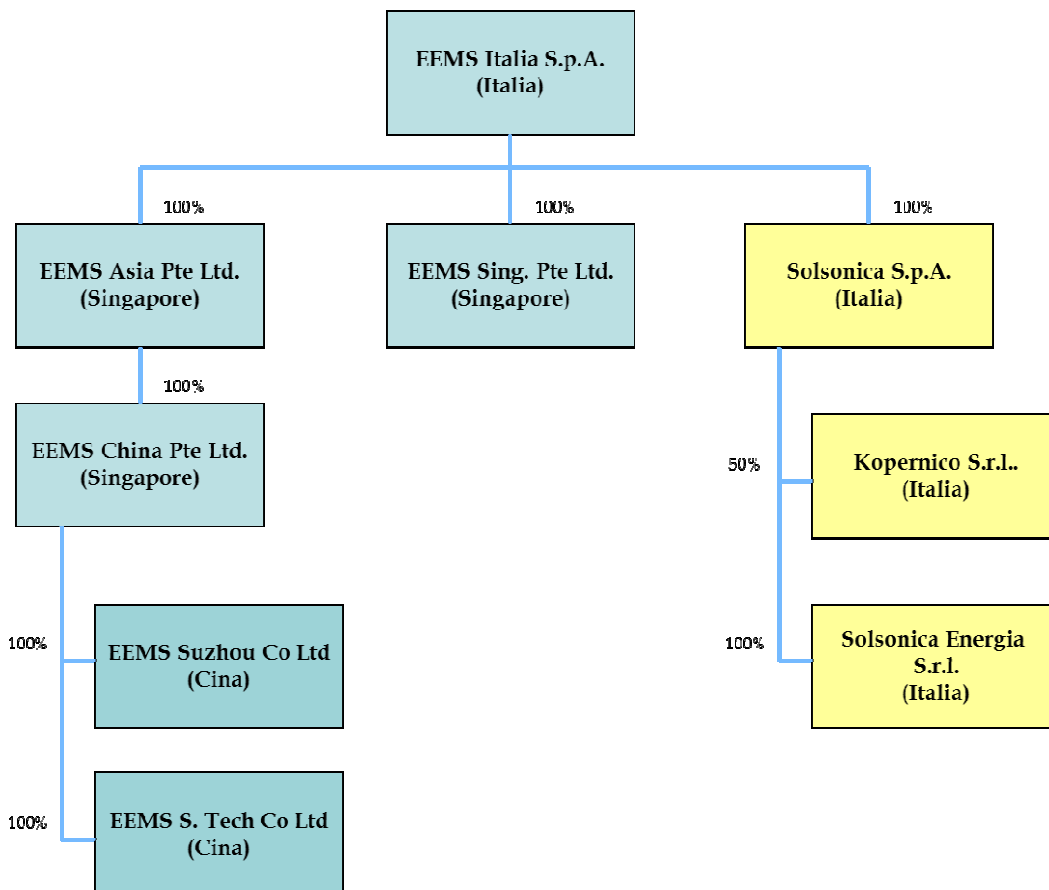 EEMS Italia S.p.A.
(Italia)
100%
100%
100%
EEMS Asia Pte Ltd.
(Singapore)
EEMS Sing. Pte Ltd.
(Singapore)
Solsonica S.p.A.
(Italia)
100%
EEMS China Pte Ltd.
(Singapore)
50%
Kopernico S.r.l..
(Italia)
100%
EEMS Suzhou Co Ltd
(Cina)
100%
Solsonica Energia
S.r.l.
(Italia)
100%
EEMS S. Tech Co Ltd
(Cina)